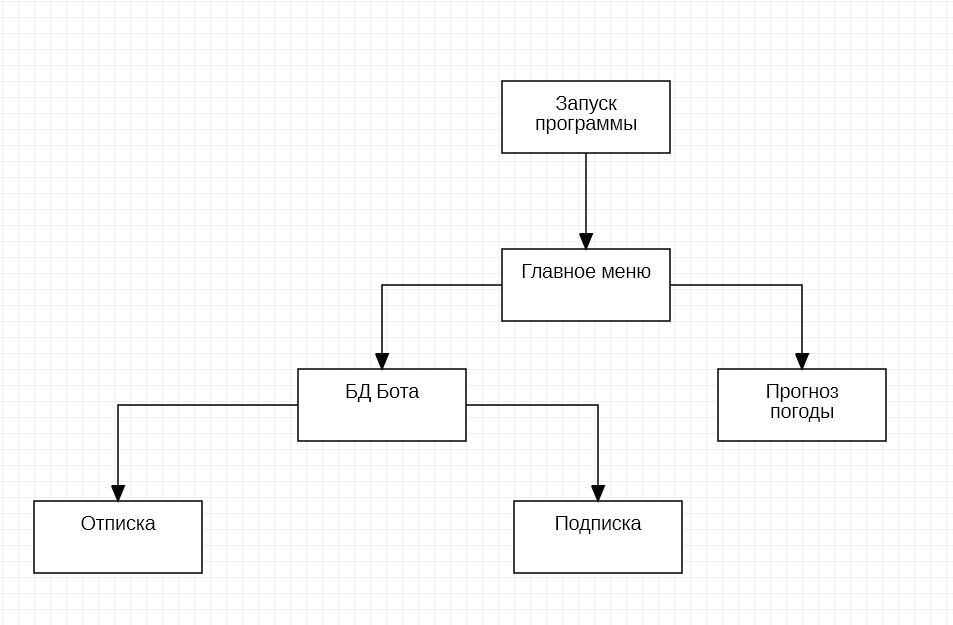 Запуск
программы
Главное меню
БД Бота
Прогноз
погоды
Отписка
Подписка